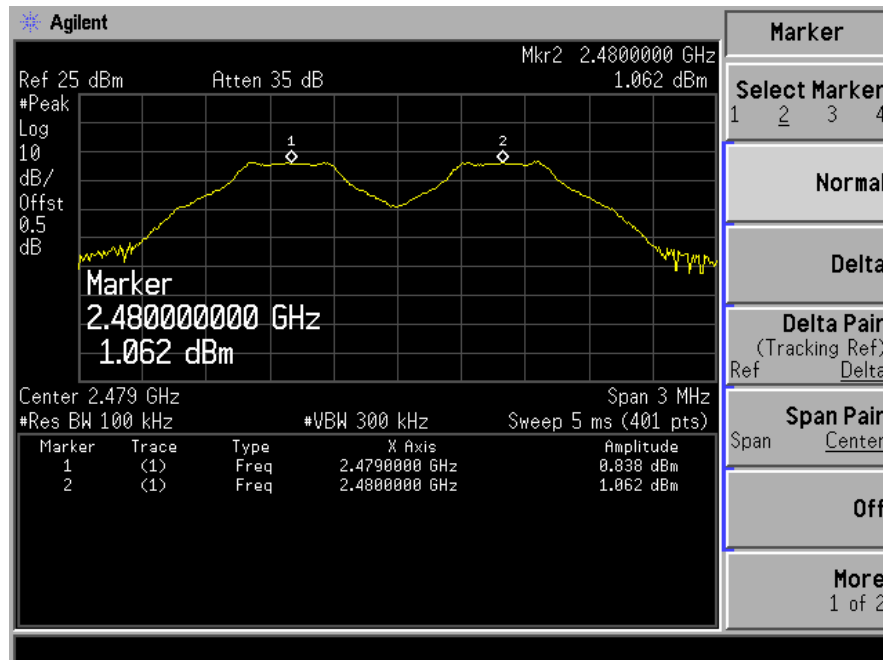 Agilent
Marker
Mkr2 2.4800000 GHz
Ref 25 dBm Atten 35 dB 1.062 dBm
#Peak
Log
10
dB/
Offst
0.5
dB
1 2
Marker
2.480000000 GHz
1.062 dBm
Center 2.479 GHz Span 3 MHz
#Res BW 100 kHz #VBW 300 kHz Sweep 5 ms (401 pts)
Marker Trace Type X Axis Amplitude
1 (1) Freq 2.4790000 GHz 0.838 dBm
2 (1) Freq 2.4800000 GHz 1.062 dBm
Select Marker
1 2 3 4
Normal
Delta
Delta Pair
(Tracking Ref)
Ref Delta
Span Pair
Span Center
Off
More
1 of 2